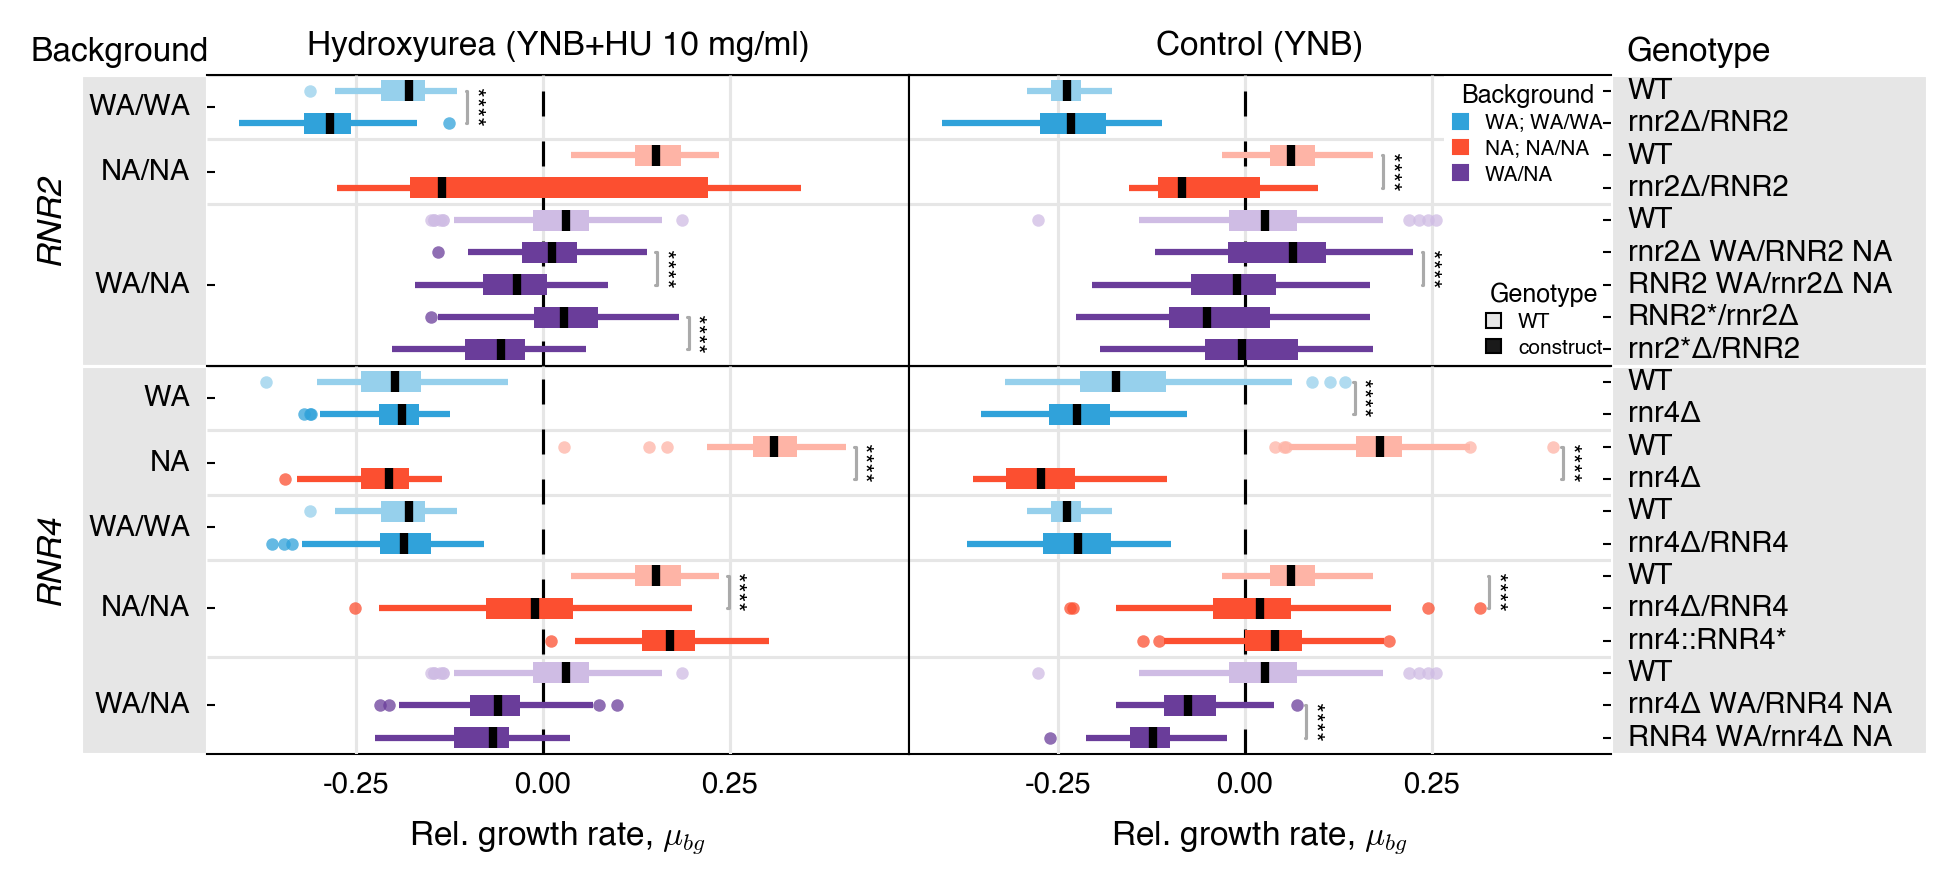 Background Hydroxyurea (YNB+HU 10 mg/ml) Control (YNB) Genotype
RNR2
WA/WA
NA/NA
WA/NA
RNR4
WA
NA
WA/WA
NA/NA
WA/NA
****
****
****
****
****
****
****
****
****
****
****
Background
WA; WA/WA
NA; NA/NA
WA/NA
Genotype
WT
construct
WT
rnr2Δ/RNR2
WT
rnr2Δ/RNR2
WT
rnr2Δ WA/RNR2 NA
RNR2 WA/rnr2Δ NA
RNR2*/rnr2Δ
rnr2*Δ/RNR2
WT
rnr4Δ
WT
rnr4Δ
WT
rnr4Δ/RNR4
WT
rnr4Δ/RNR4
rnr4::RNR4*
WT
rnr4Δ WA/RNR4 NA
RNR4 WA/rnr4Δ NA
-0.25 0.00 0.25 -0.25 0.00 0.25
Rel. growth rate, μbg Rel. growth rate, μbg